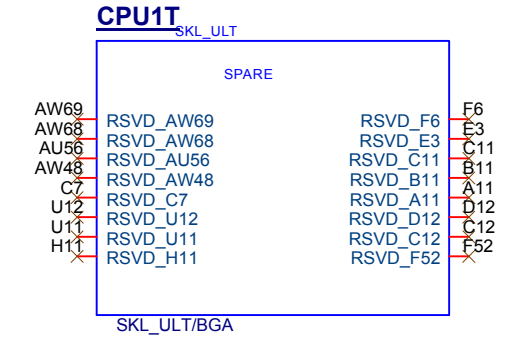 CPU1T
SKL_ULT
SPARE
AW69 RSVD_AW69 RSVD_F6 F6
AW68 RSVD_AW68 RSVD_E3 E3
AU56 RSVD_AU56 RSVD_C11 C11
AW48 RSVD_AW48 RSVD_B11 B11
C7 RSVD_C7 RSVD_A11 A11
U12 RSVD_U12 RSVD_D12 D12
U11 RSVD_U11 RSVD_C12 C12
H11 RSVD_H11 RSVD_F52 F52
SKL_ULT/BGA